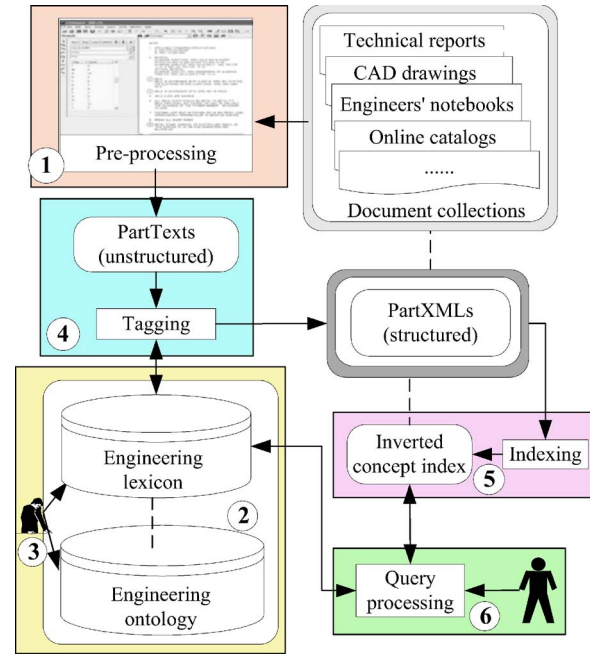 Technical reports
CAD drawings
Engineers' notebooks
Online catalogs
......
Document collections
Pre-processing
1
PartTexts
(unstructured)
Tagging
4
PartXMLs
(structured)
Engineering
lexicon
2
3
Engineering
ontology
Inverted
concept index
Indexing
5
Query
processing
6